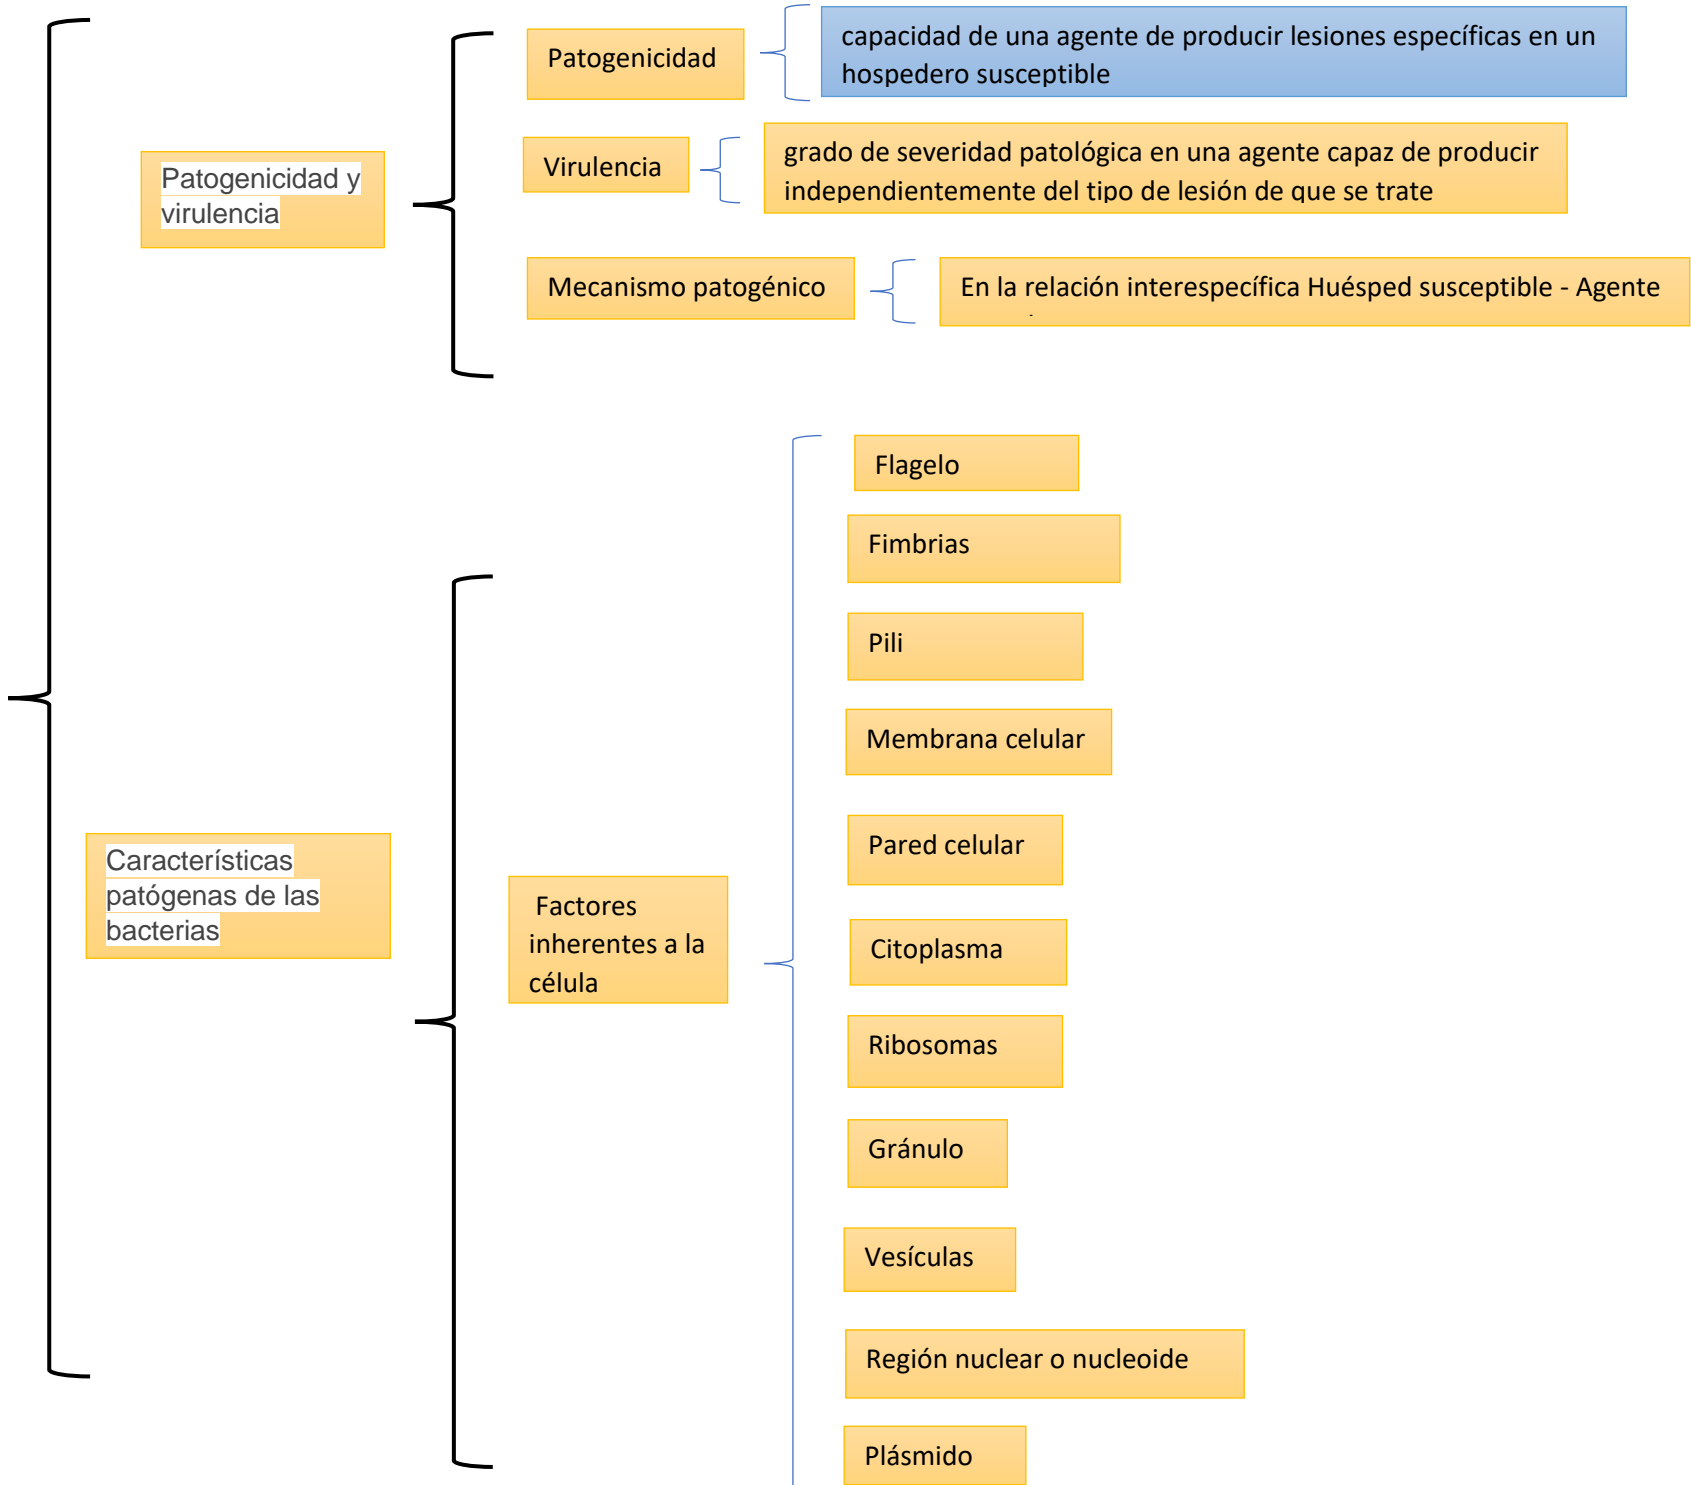 Patogenicidad y
virulencia
Patogenicidad
capacidad de una agente de producir lesiones específicas en un
hospedero susceptible
Virulencia
grado de severidad patológica en una agente capaz de producir
independientemente del tipo de lesión de que se trate
Mecanismo patogénico
En la relación interespecífica Huésped susceptible - Agente
Características
patógenas de las
bacterias
Factores
inherentes a la
célula
Flagelo
Fimbrias
Pili
Membrana celular
Pared celular
Citoplasma
Ribosomas
Gránulo
Vesículas
Región nuclear o nucleoide
Plásmido